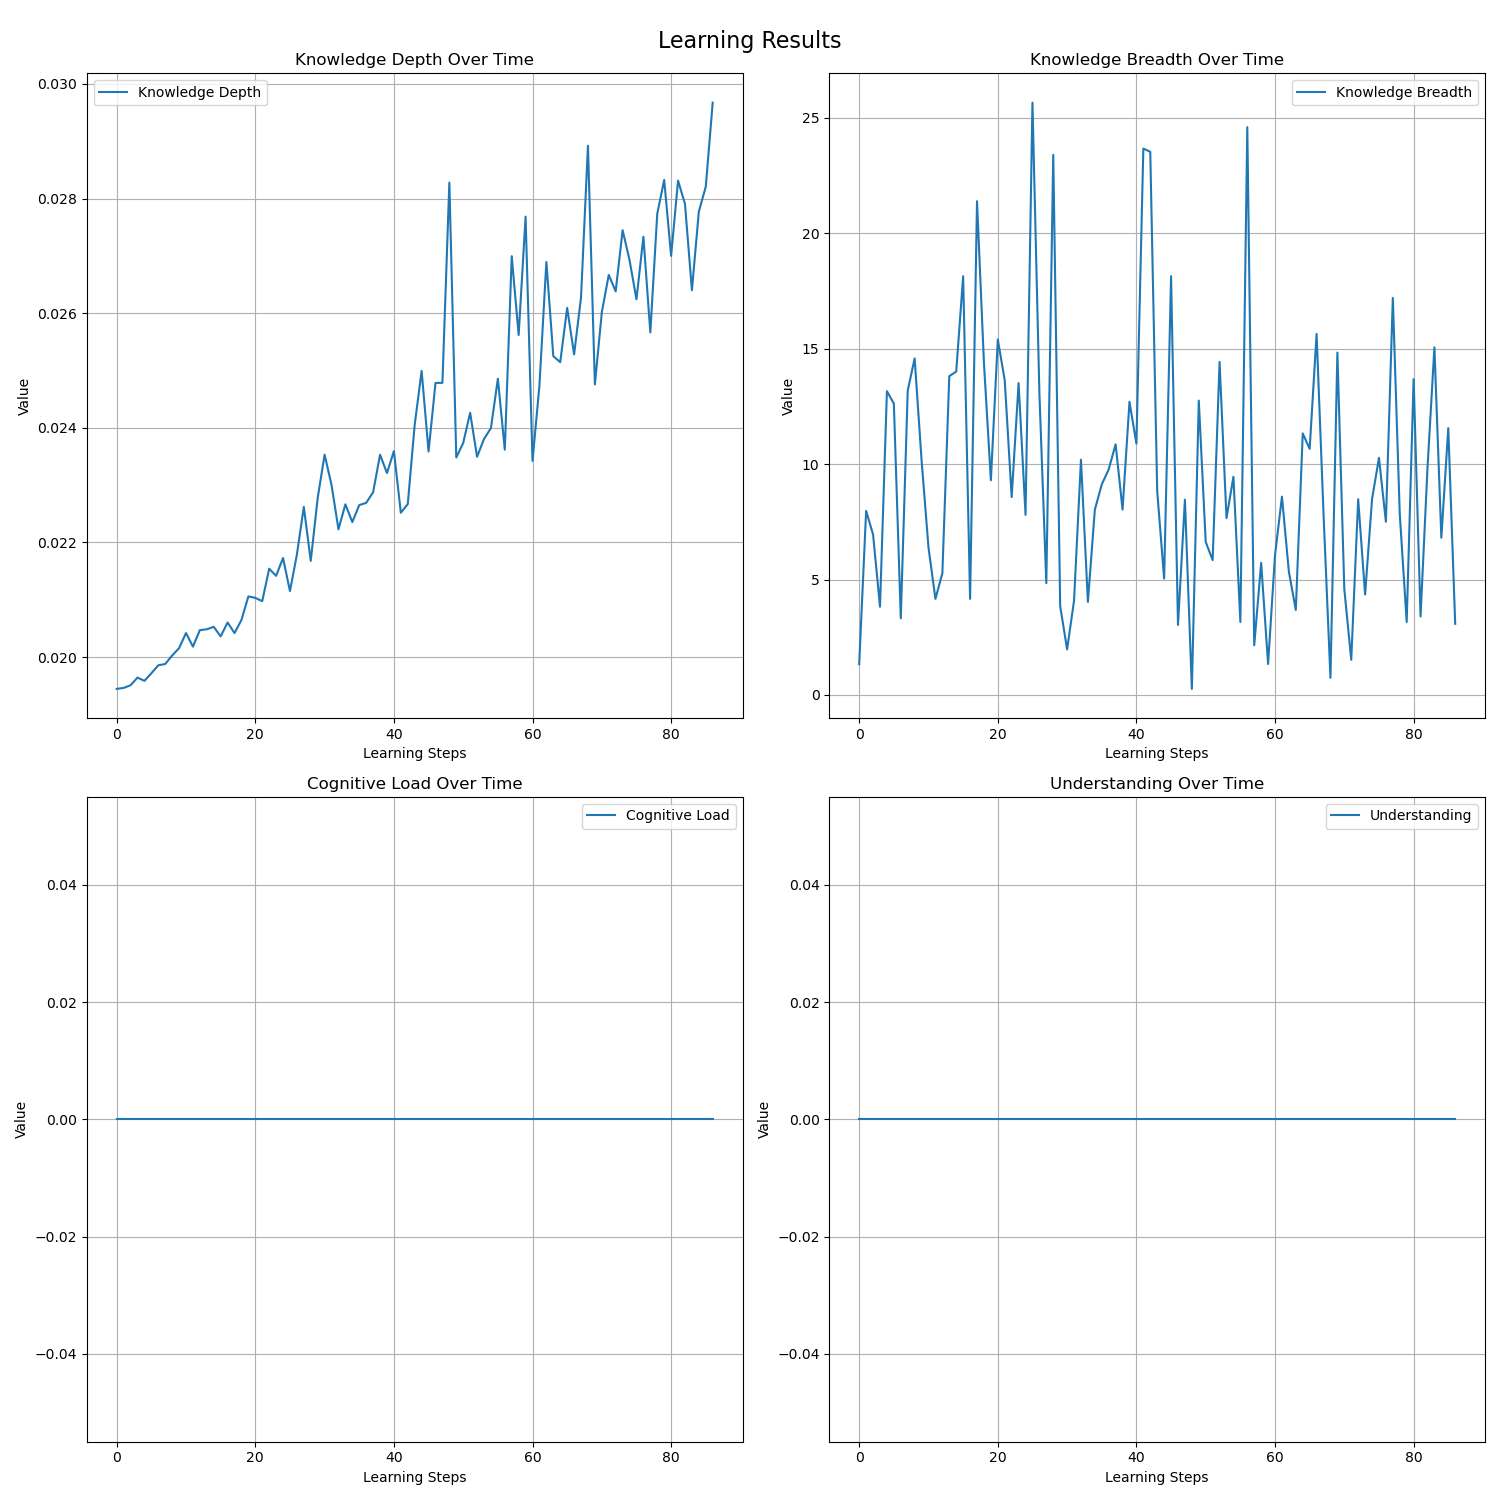 Learning Results
Knowledge Depth Over Time
Knowledge Depth
0.030
0.028
0.026
0.024
0.022
0.020
Value
0 20 40 60 80
Learning Steps
Knowledge Breadth Over Time
Knowledge Breadth
25
20
15
10
5
0
Value
0 20 40 60 80
Learning Steps
Cognitive Load Over Time
Cognitive Load
0.04
0.02
0.00
−0.02
−0.04
Value
0 20 40 60 80
Learning Steps
Understanding Over Time
Understanding
0.04
0.02
0.00
−0.02
−0.04
Value
0 20 40 60 80
Learning Steps